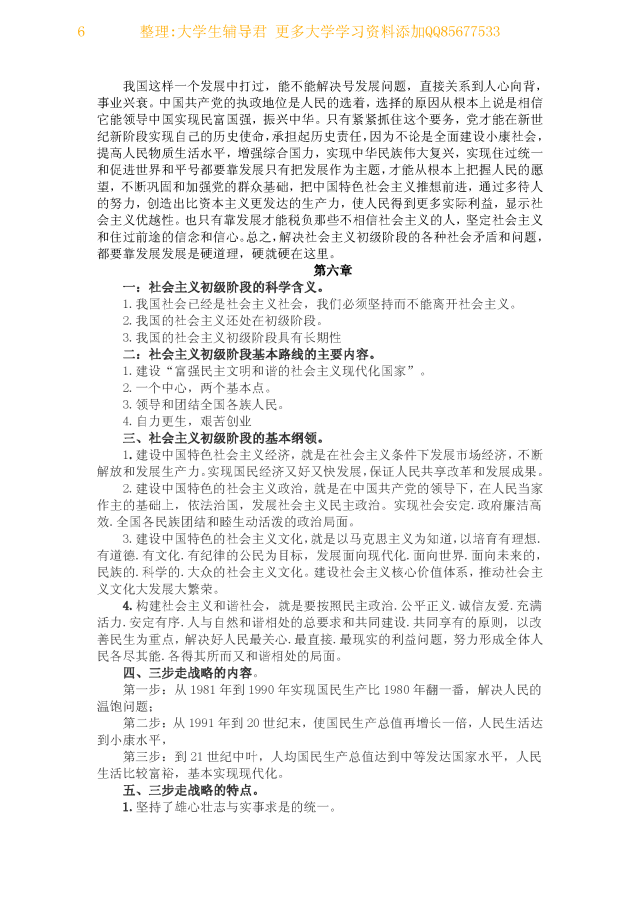 6 整理:大学生辅导君 更多大学学习资料添加QQ85677533
我国这样一个发展中打过，能不能解决号发展问题，直接关系到人心向背，
事业兴衰。中国共产党的执政地位是人民的选着，选择的原因从根本上说是相信
它能领导中国实现民富国强，振兴中华。只有紧紧抓住这个要务，党才能在新世
纪新阶段实现自己的历史使命，承担起历史责任，因为不论是全面建设小康社会，
提高人民物质生活水平，增强综合国力，实现中华民族伟大复兴，实现住过统一
和促进世界和平号都要靠发展只有把发展作为主题，才能从根本上把握人民的愿
望，不断巩固和加强党的群众基础，把中国特色社会主义推想前进，通过多待人
的努力，创造出比资本主义更发达的生产力，使人民得到更多实际利益，显示社
会主义优越性。也只有靠发展才能税负那些不相信社会主义的人，坚定社会主义
和住过前途的信念和信心。总之，解决社会主义初级阶段的各种社会矛盾和问题，
都要靠发展发展是硬道理，硬就硬在这里。
第六章
一：社会主义初级阶段的科学含义。
1.我国社会已经是社会主义社会，我们必须坚持而不能离开社会主义。
2.我国的社会主义还处在初级阶段。
3.我国的社会主义初级阶段具有长期性
二：社会主义初级阶段基本路线的主要内容。
1.建设“富强民主文明和谐的社会主义现代化国家”。
2.一个中心，两个基本点。
3.领导和团结全国各族人民。
4.自力更生，艰苦创业
三、社会主义初级阶段的基本纲领。
1.建设中国特色社会主义经济，就是在社会主义条件下发展市场经济，不断
解放和发展生产力。实现国民经济又好又快发展，保证人民共享改革和发展成果。
2.建设中国特色的社会主义政治，就是在中国共产党的领导下，在人民当家
作主的基础上，依法治国，发展社会主义民主政治。实现社会安定.政府廉洁高
效.全国各民族团结和睦生动活泼的政治局面。
3.建设中国特色的社会主义文化，就是以马克思主义为知道，以培育有理想.
有道德.有文化.有纪律的公民为目标，发展面向现代化.面向世界.面向未来的，
民族的.科学的.大众的社会主义文化。建设社会主义核心价值体系，推动社会主
义文化大发展大繁荣。
4.构建社会主义和谐社会，就是要按照民主政治.公平正义.诚信友爱.充满
活力.安定有序.人与自然和谐相处的总要求和共同建设.共同享有的原则，以改
善民生为重点，解决好人民最关心.最直接.最现实的利益问题，努力形成全体人
民各尽其能.各得其所而又和谐相处的局面。
四、三步走战略的内容。
第一步：从1981年到1990年实现国民生产比1980年翻一番，解决人民的
温饱问题；
第二步：从1991年到20世纪末，使国民生产总值再增长一倍，人民生活达
到小康水平，
第三步：到21世纪中叶，人均国民生产总值达到中等发达国家水平，人民
生活比较富裕，基本实现现代化。
五、三步走战略的特点。
1.坚持了雄心壮志与实事求是的统一。